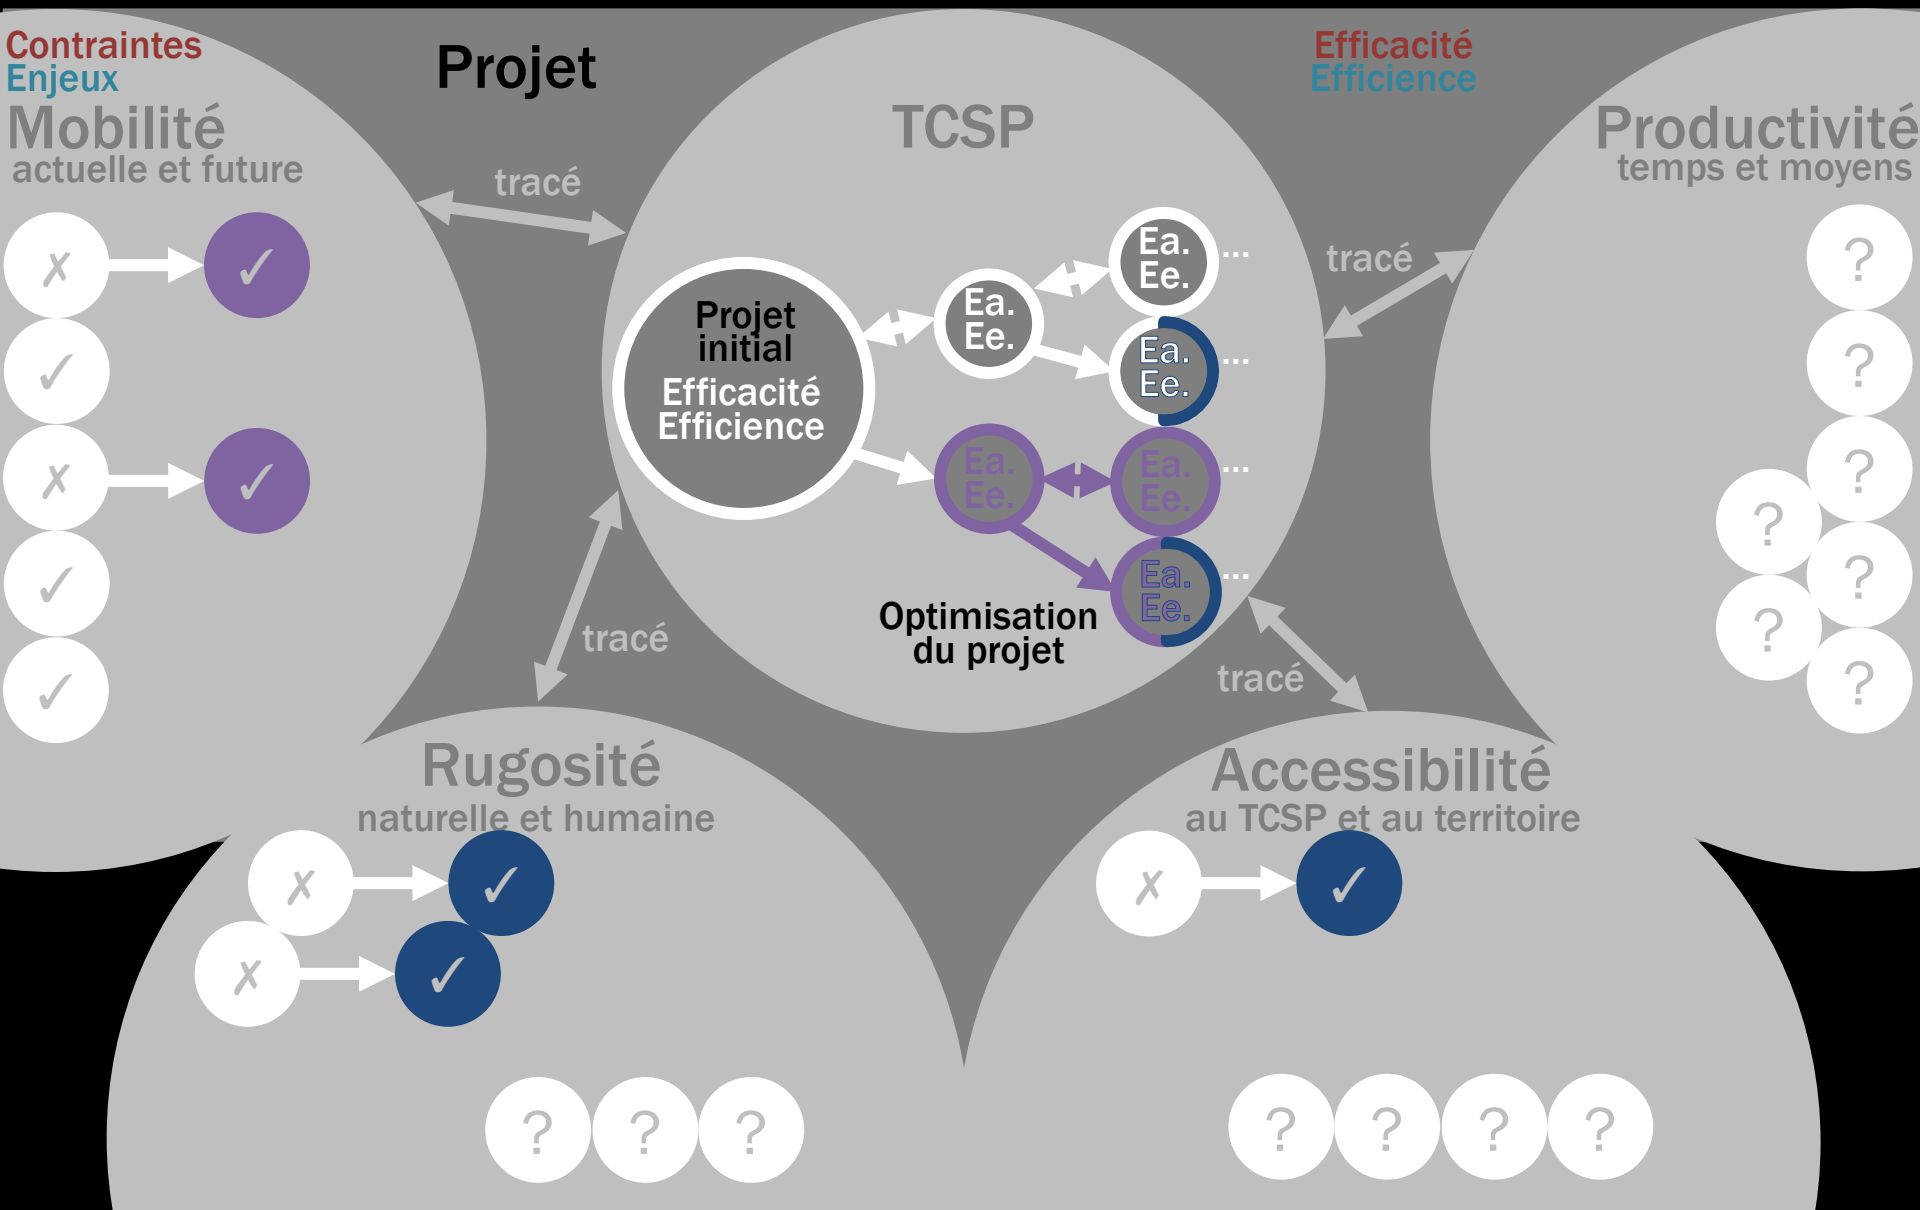 Contraintes
Enjeux
Projet
Efficacité
Efficience
Mobilité
actuelle et future
TCSP
Productivité
temps et moyens
tracé
tracé
✗ ✓
✓
✗ ✓
✓
✓
Projet
initial
Efficacité
Efficience
Ea.
Ee.
Ea.
Ee.
...
Ea.
Ee.
...
Ea.
Ee.
Ea.
Ee.
...
Ea.
Ee.
...
Optimisation
du projet
?
?
?
?
?
?
?
tracé
tracé
Rugosité
naturelle et humaine
✗ ✓
✗ ✓
? ? ?
Accessibilité
au TCSP et au territoire
✗ ✓
? ? ? ?